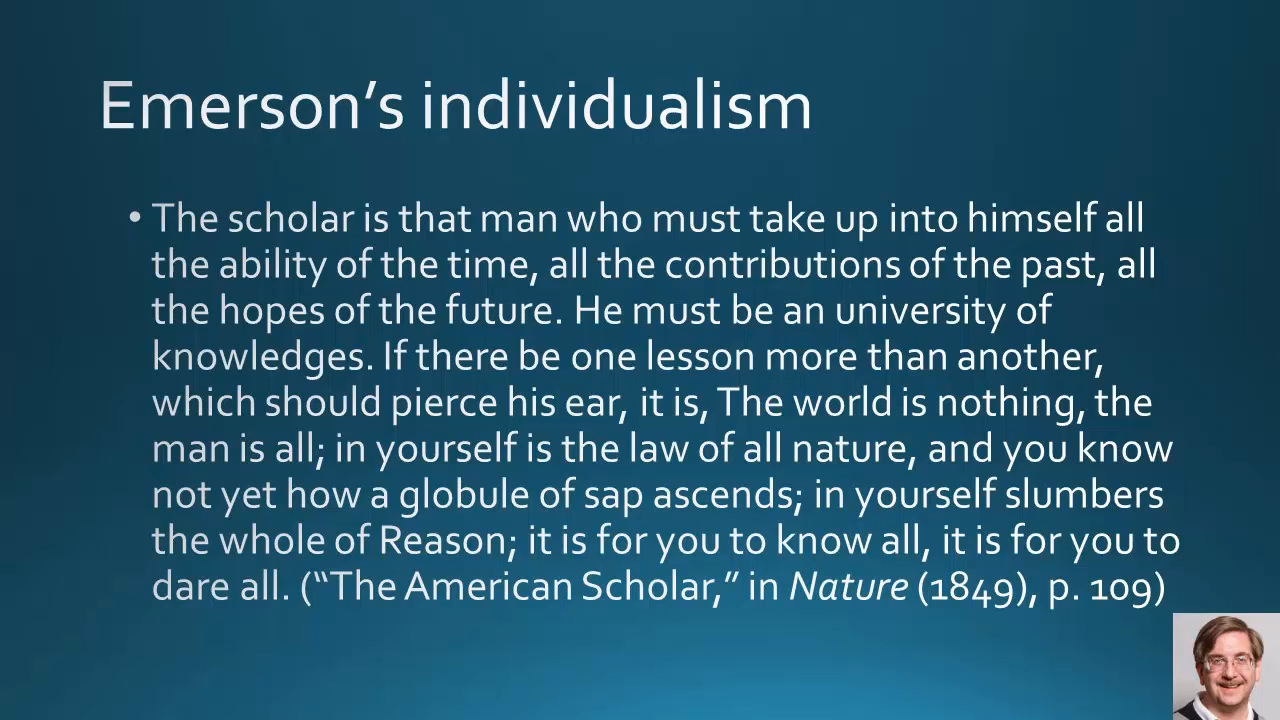 Emerson’s individualism
• The scholar is that man who must take up into himself all
the ability of the time, all the contributions of the past, all
the hopes of the future. He must be an university of
knowledges. If there be one lesson more than another,
which should pierce his ear, it is, The world is nothing, the
man is all; in yourself is the law of all nature, and you know
not yet how a globule of sap ascends; in yourself slumbers
the whole of Reason; it is for you to know all, it is for you to
dare all. (“The American Scholar,” in Nature (1849), p. 109)